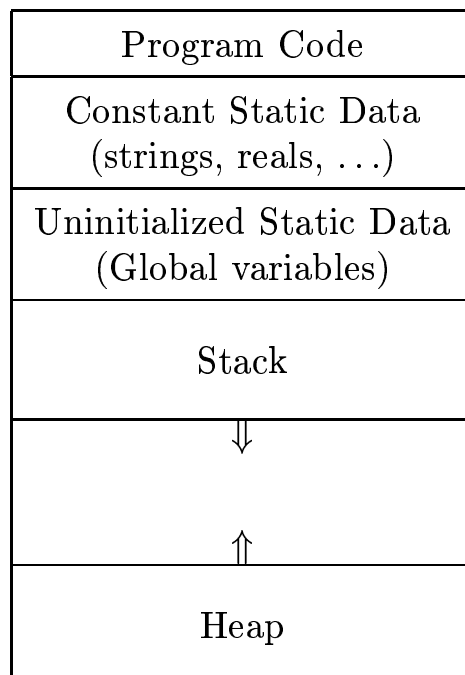 Program Code
Constant Static Data
(strings, reals, ...)
Uninitialized Static Data
(Global variables)
Stack
⇓
⇑
Heap